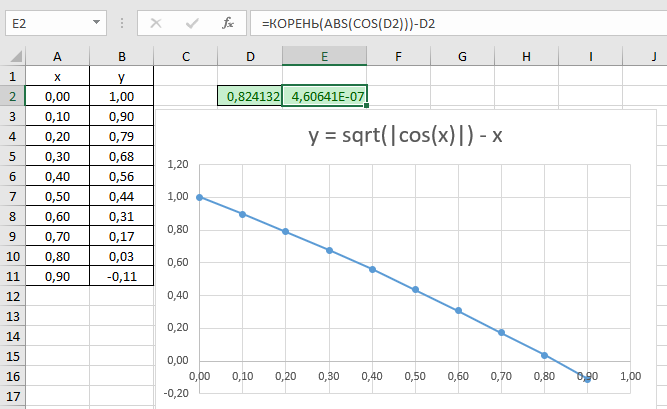 E2 fx =КОРЕНЬ(ABS(COS(D2)))-D2
A B C D E F G H I J
1 x y
2 0,00 1,00 0,824132 4,60641E-07
3 0,10 0,90
4 0,20 0,79
5 0,30 0,68
6 0,40 0,56
7 0,50 0,44
8 0,60 0,31
9 0,70 0,17
10 0,80 0,03
11 0,90 -0,11
12
13
14
15
16
17
y = sqrt(|cos(x)|) - x
1,20
1,00
0,80
0,60
0,40
0,20
0,00
-0,20
0,00 0,10 0,20 0,30 0,40 0,50 0,60 0,70 0,80 0,90 1,00